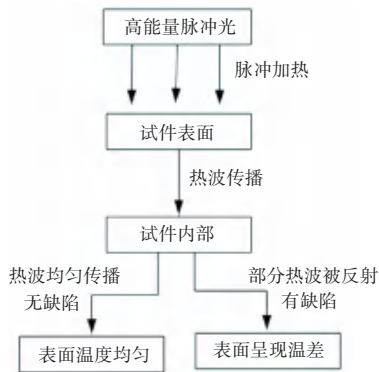 高能量脉冲光
脉冲加热
试件表面
热波传播
试件内部
热波均匀传播
无缺陷
部分热波被反射
有缺陷
表面温度均匀
表面呈现温差